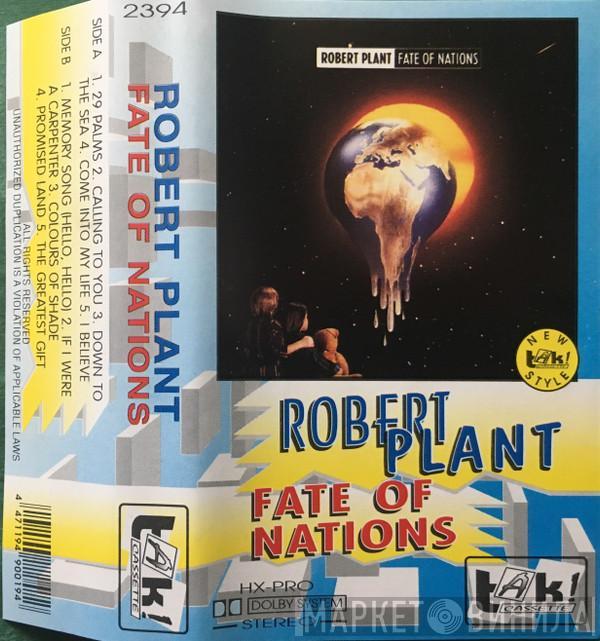 2394
SIDE A 1. 29 PALMS 2. CALLING TO YOU 3. DOWN TO
THE SEA 4. COME INTO MY LIFE 5. I BELIEVE
SIDE B 1. MEMORY SONG (HELLO, HELLO) 2. IF I WERE
A CARPENTER 3. COLOURS OF SHADE
4. PROMISED LAND 5. THE GREATEST GIFT
ALL RIGHTS RESERVED
UNAUTHORIZED DUPLICATION IS A VIOLATION OF APPLICABLE LAWS
4 471194 900194
ROBERT PLANT
FATE OF NATIONS
tAk!
CASSETTE
ROBERT PLANT FATE OF NATIONS
NEW
tAk!
STYLE
ROBERT
PLANT
FATE OF
NATIONS
HX-PRO
DOLBY SYSTEM
STEREO
tAk!
CASSETTE
МАРКЕТ ВИНИЛА